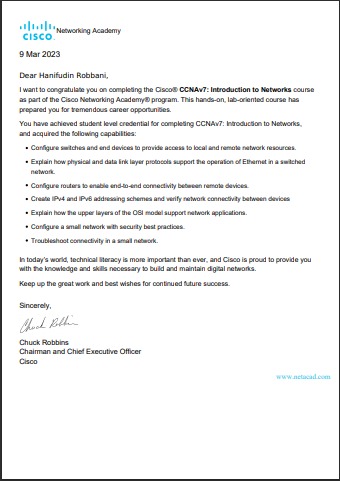 CISCO Networking Academy
9 Mar 2023
Dear Hanifudin Robbani,
I want to congratulate you on completing the Cisco® CCNAv7: Introduction to Networks course
as part of the Cisco Networking Academy® program. This hands-on, lab-oriented course has
prepared you for tremendous career opportunities.
You have achieved student level credential for completing CCNAv7: Introduction to Networks,
and acquired the following capabilities:
• Configure switches and end devices to provide access to local and remote network resources.
• Explain how physical and data link layer protocols support the operation of Ethernet in a switched
network.
• Configure routers to enable end-to-end connectivity between remote devices.
• Create IPv4 and IPv6 addressing schemes and verify network connectivity between devices
• Explain how the upper layers of the OSI model support network applications.
• Configure a small network with security best practices.
• Troubleshoot connectivity in a small network.
In today's world, technical literacy is more important than ever, and Cisco is proud to provide you
with the knowledge and skills necessary to build and maintain digital networks.
Keep up the great work and best wishes for continued future success.
Sincerely,
Chuck Robbins
Chuck Robbins
Chairman and Chief Executive Officer
Cisco
www.netacad.com